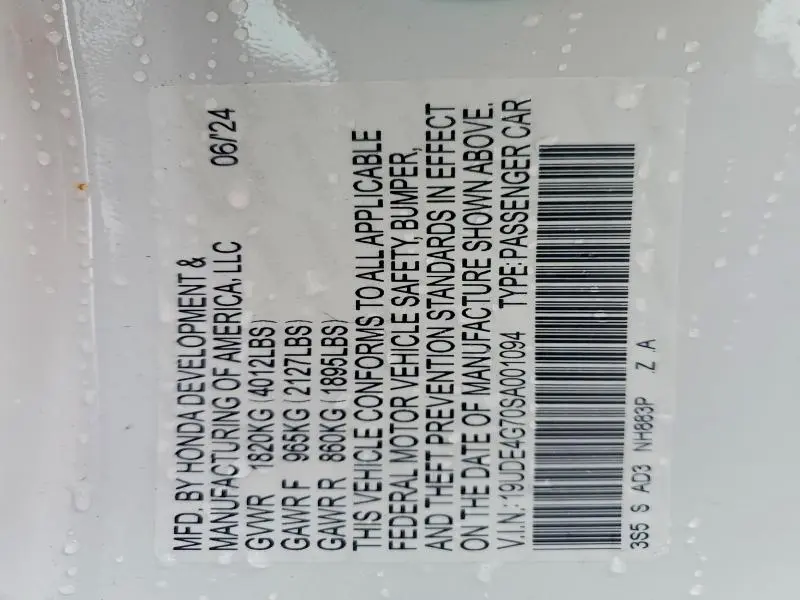 MFD. BY HONDA DEVELOPMENT &
MANUFACTURING OF AMERICA, LLC 06/'24
GVWR 1820KG (4012LBS)
GAWR F 965KG (2127LBS)
GAWR R 860KG (1895LBS)
THIS VEHICLE CONFORMS TO ALL APPLICABLE
FEDERAL MOTOR VEHICLE SAFETY, BUMPER,
AND THEFT PREVENTION STANDARDS IN EFFECT
ON THE DATE OF MANUFACTURE SHOWN ABOVE.
V.I.N.: 19UDE4G70SA001094 TYPE: PASSENGER CAR
3S5 S AD3 NH883P Z .A